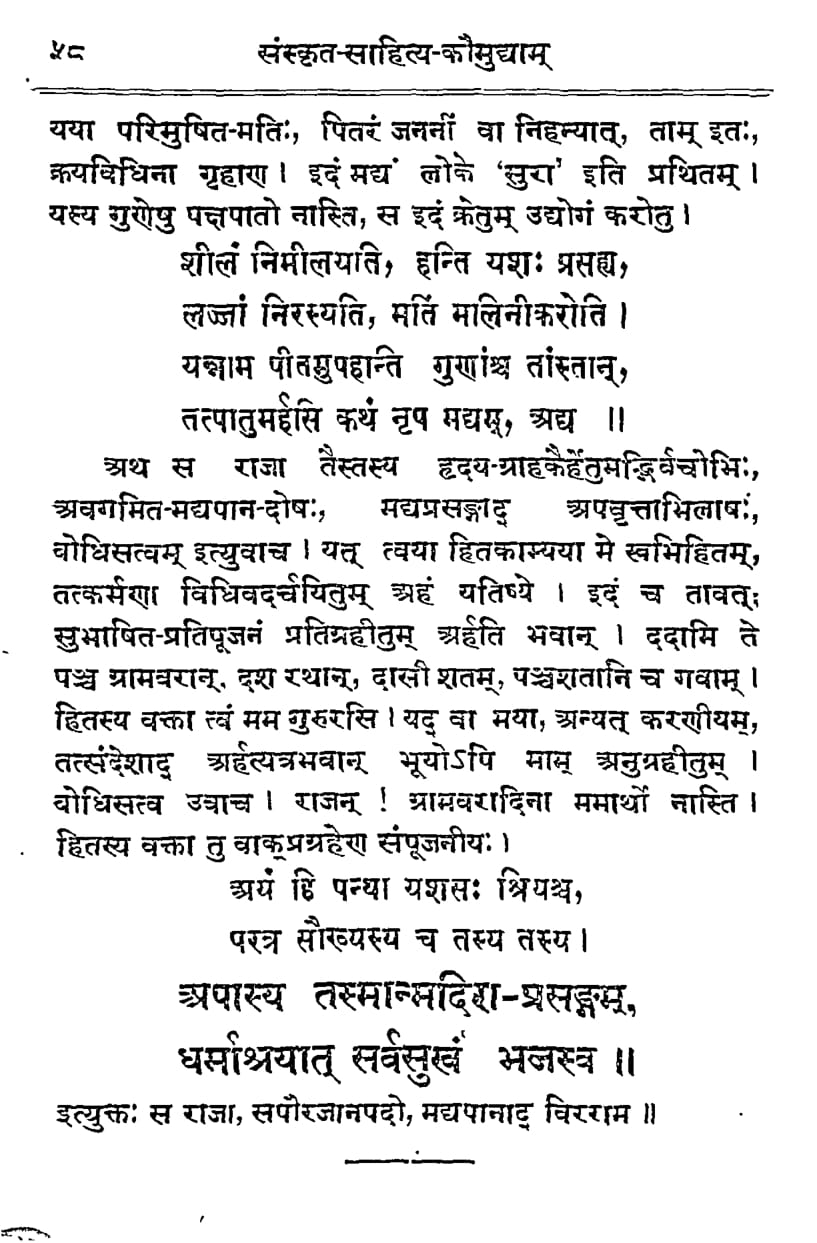 ५८ संस्कृत-साहित्य-कौमुद्याम्
यया परिमुषित-मतिः, पितरं जननीं वा निहन्यात्, ताम् इतः,
क्रयविधिना गृहाण । इदं मद्यं लोके ‘सुरा’ इति प्रथितम् ।
यस्य गुणेषु पक्षपातो नास्ति, स इदं क्रेतुम् उद्योगं करोतु ।
शीलं निमीलयति, हन्ति यशः प्रसह्य,
लज्जां निरस्यति, मतिं मलिनीकरोति ।
यन्नाम पीतमुपहन्ति गुणांश्च तांस्तान्,
तत्पातुमर्हसि कथं नृप मद्यम्, अद्य ॥
अथ स राजा तैस्तस्य हृदय-ग्राहकैर्हेतुमद्भिर्वचोभिः,
अवगमित-मद्यपान-दोषः, मद्यप्रसङ्गाद् अपवृत्ताभिलाषः,
बोधिसत्वम् इत्युवाच । यत् त्वया हितकाम्यया मे स्वभिहितम्,
तत्कर्मणा विधिवदर्चयितुम् अहं यतिष्ये । इदं च तावत्;
सुभाषित-प्रतिपूजनं प्रतिग्रहीतुम् अर्हति भवान् । ददामि ते
पञ्च ग्रामवरान्, दश रथान्, दासी शतम्, पञ्चशतानि च गवाम् ।
हितस्य वक्ता त्वं मम गुरुरसि । यद् वा मया, अन्यत् करणीयम्,
तत्संदेशाद् अर्हत्यत्रभवान् भूयोऽपि माम् अनुग्रहीतुम् ।
बोधिसत्व उवाच । राजन् ! ग्रामवरादिना ममार्थो नास्ति ।
हितस्य वक्ता तु वाक्प्रग्रहेण संपूजनीयः ।
अयं हि पन्था यशसः श्रियश्च,
परत्र सौख्यस्य च तस्य तस्य ।
अपास्य तस्मान्मदिरा-प्रसङ्गम्,
धर्माश्रयात् सर्वसुखं भजस्व ॥
इत्युक्तः स राजा, सपौरजानपदो, मद्यपानाद् विरराम ॥